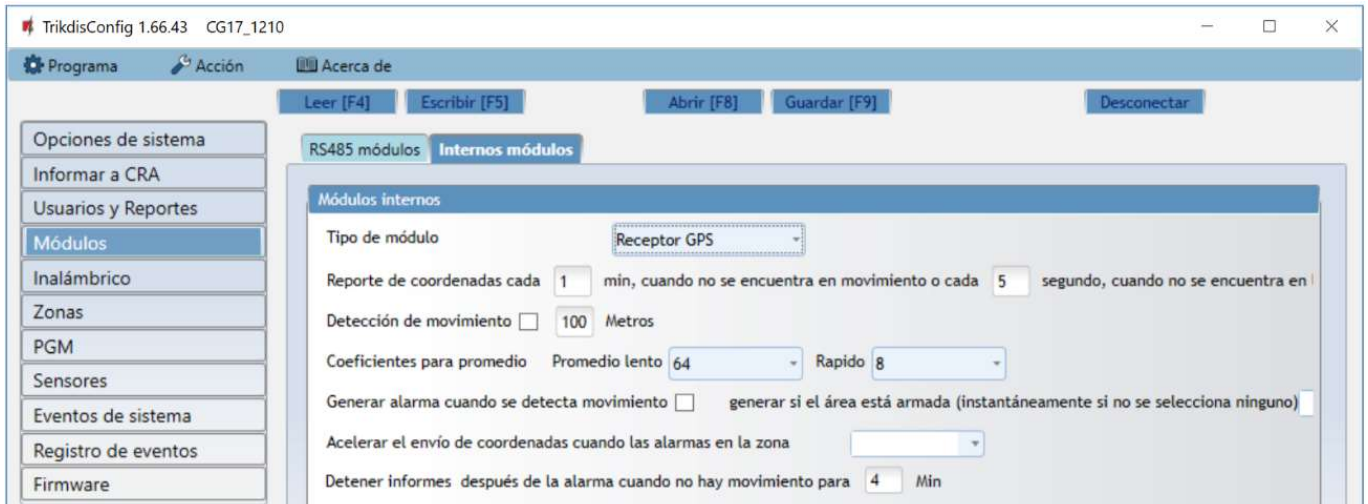 TrikdisConfig 1.66.43 CG17_1210
Programa Acción Acerca de
Leer [F4] Escribir [F5] Abrir [F8] Guardar [F9] Desconectar
Opciones de sistema
Informar a CRA
Usuarios y Reportes
Módulos
Inalámbrico
Zonas
PGM
Sensores
Eventos de sistema
Registro de eventos
Firmware
RS485 módulos Internos módulos
Módulos internos
Tipo de módulo Receptor GPS
Reporte de coordenadas cada 1 min, cuando no se encuentra en movimiento o cada 5 segundo, cuando no se encuentra en
Detección de movimiento 100 Metros
Coeficientes para promedio Promedio lento 64 Rapido 8
Generar alarma cuando se detecta movimiento generar si el área está armada (instantáneamente si no se selecciona ninguno)
Acelerar el envío de coordenadas cuando las alarmas en la zona
Detener informes después de la alarma cuando no hay movimiento para 4 Min